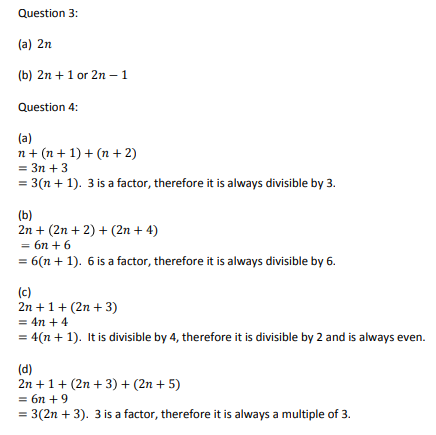 Question 3:
(a) 2n
(b) 2n + 1 or 2n − 1
Question 4:
(a)
n + (n + 1) + (n + 2)
= 3n + 3
= 3(n + 1). 3 is a factor, therefore it is always divisible by 3.
(b)
2n + (2n + 2) + (2n + 4)
= 6n + 6
= 6(n + 1). 6 is a factor, therefore it is always divisible by 6.
(c)
2n + 1 + (2n + 3)
= 4n + 4
= 4(n + 1). It is divisible by 4, therefore it is divisible by 2 and is always even.
(d)
2n + 1 + (2n + 3) + (2n + 5)
= 6n + 9
= 3(2n + 3). 3 is a factor, therefore it is always a multiple of 3.